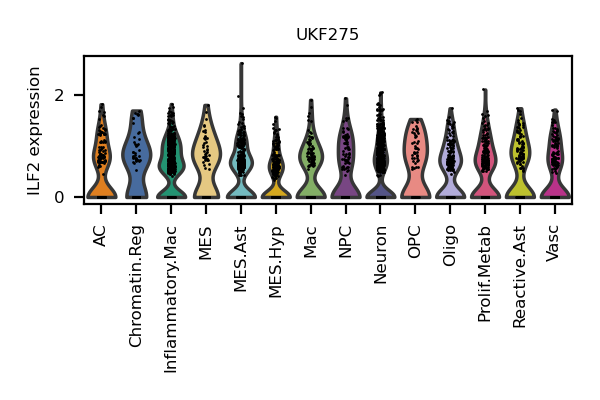 UKF275
ILF2 expression
2
0
AC
Chromatin.Reg
Inflammatory.Mac
MES
MES.Ast
MES.Hyp
Mac
NPC
Neuron
OPC
Oligo
Prolif.Metab
Reactive.Ast
Vasc